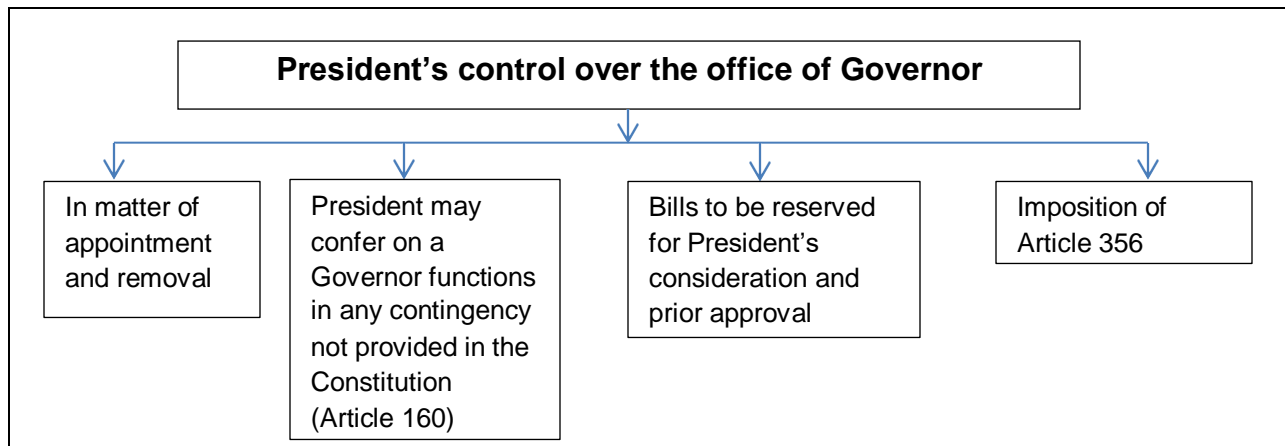 President’s control over the office of Governor
In matter of
appointment
and removal
President may
confer on a
Governor functions
in any contingency
not provided in the
Constitution
(Article 160)
Bills to be reserved
for President’s
consideration and
prior approval
Imposition of
Article 356